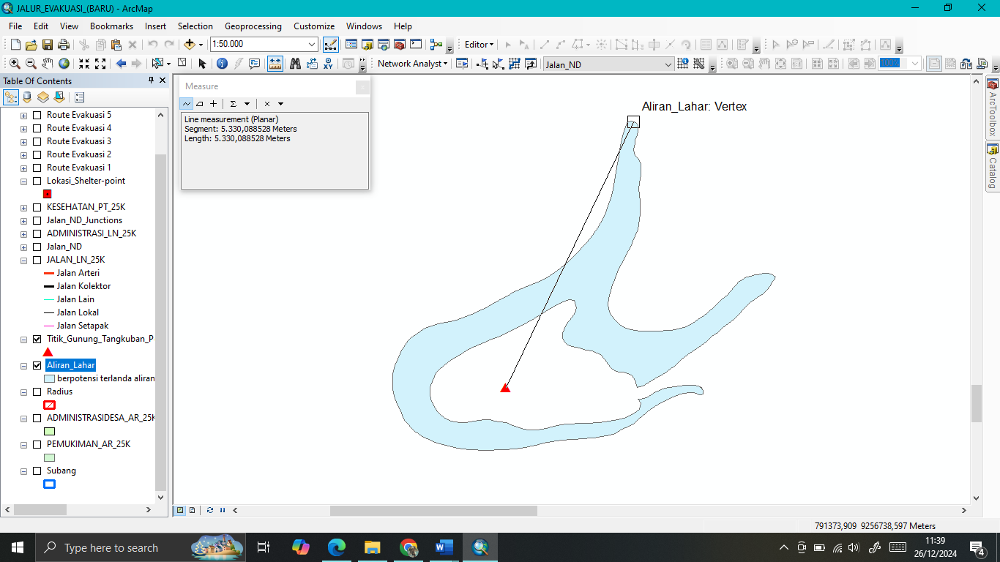 JALUR_EVAKUASI_(BARU) - ArcMap
File Edit View Bookmarks Insert Selection Geoprocessing Customize Windows Help
1:50.000
Editor
Network Analyst
Jalan_ND
100%
Table Of Contents
Route Evakuasi 5
Route Evakuasi 4
Route Evakuasi 3
Route Evakuasi 2
Route Evakuasi 1
Lokasi_Shelter-point
KESEHATAN_PT_25K
Jalan_ND_Junctions
ADMINISTRASI_LN_25K
Jalan_ND
JALAN_LN_25K
Jalan Arteri
Jalan Kolektor
Jalan Lain
Jalan Lokal
Jalan Setapak
Titik_Gunung_Tangkuban_P
Aliran_Lahar
berpotensi terlanda aliran
Radius
ADMINISTRASIDESA_AR_25K
PEMUKIMAN_AR_25K
Subang
Measure
Line measurement (Planar)
Segment: 5.330,088528 Meters
Length: 5.330,088528 Meters
Aliran_Lahar: Vertex
ArcToolbox
Catalog
791373,909 9256738,597 Meters
Type here to search
11:39
26/12/2024
4